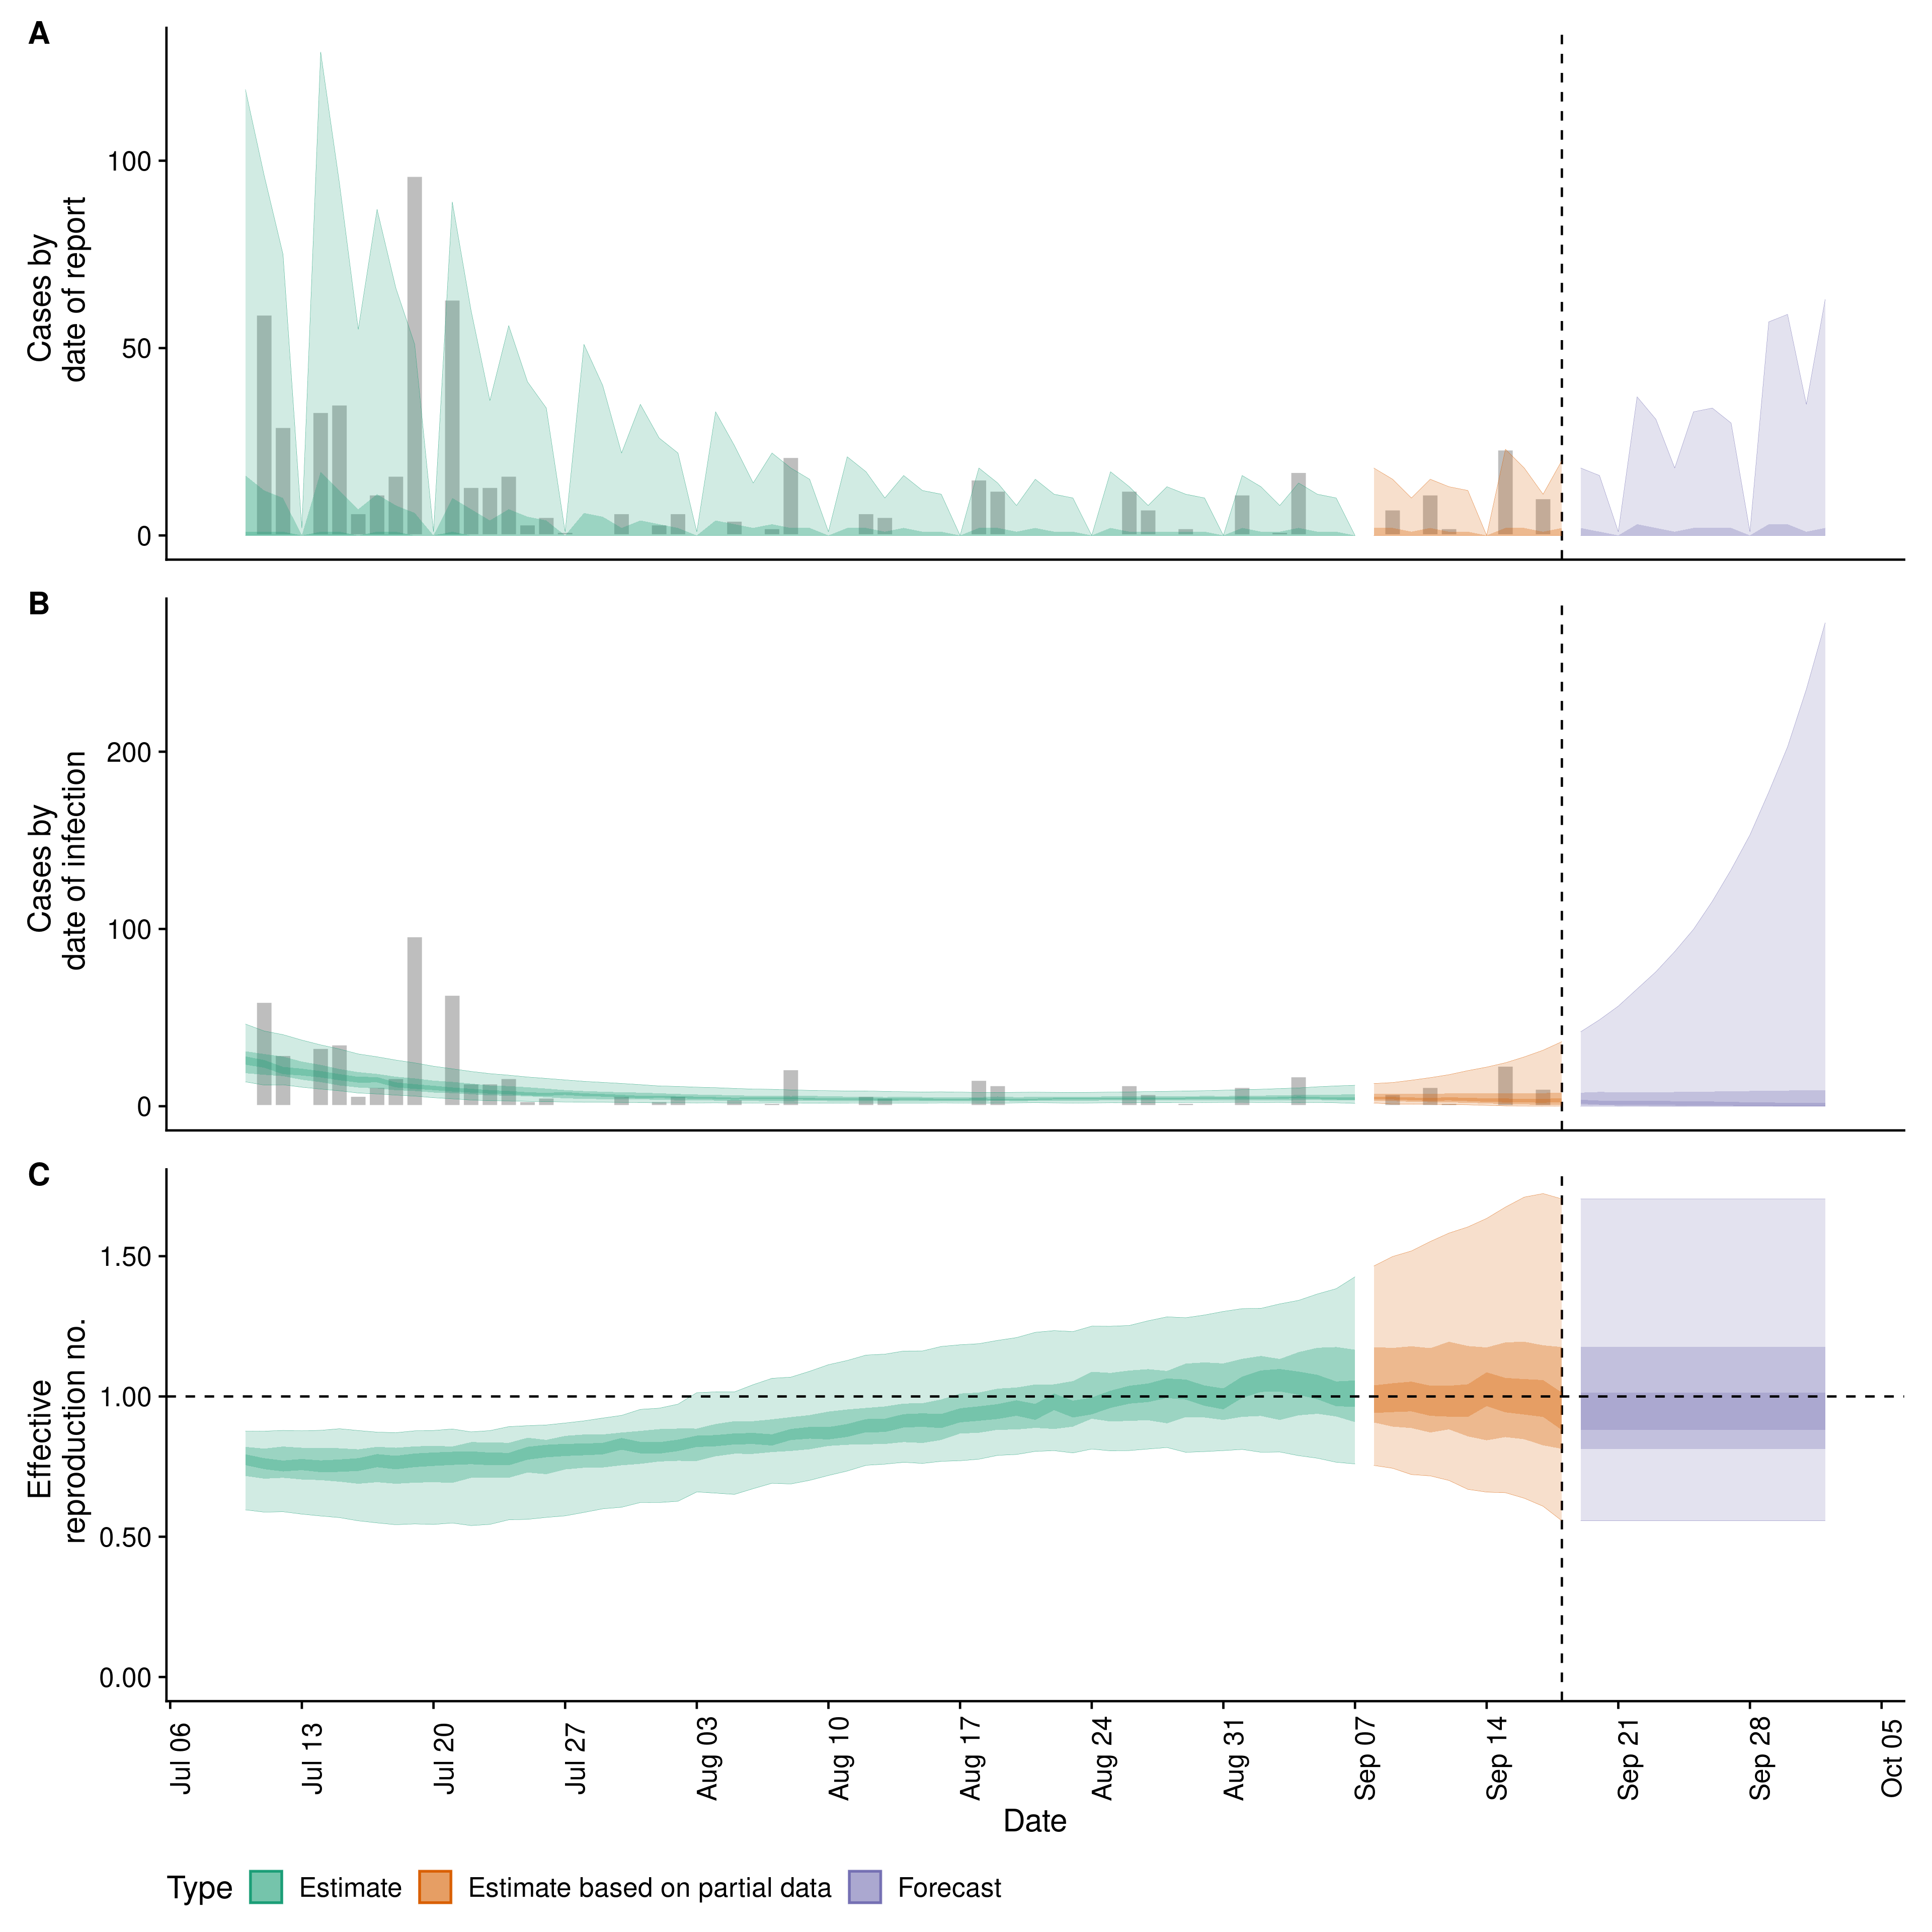 A
Cases by
date of report
100
50
0
B
Cases by
date of infection
200
100
0
C
Effective
reproduction no.
1.50
1.00
0.50
0.00
Jul 06
Jul 13
Jul 20
Jul 27
Aug 03
Aug 10
Aug 17
Aug 24
Aug 31
Sep 07
Sep 14
Sep 21
Sep 28
Oct 05
Date
Type Estimate Estimate based on partial data Forecast